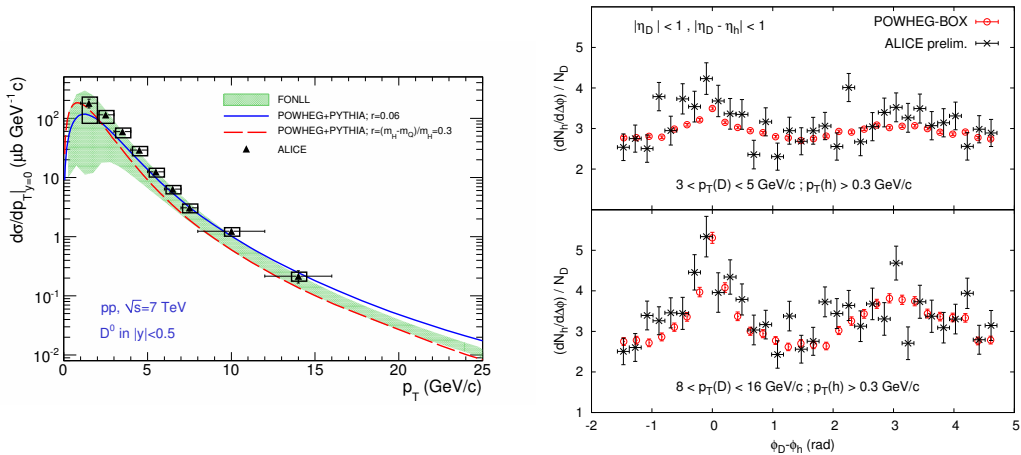 dσ/dp_T|_{y=0} (μb GeV⁻¹ c)
10²
10
1
10⁻¹
10⁻²
FONLL
POWHEG+PYTHIA; r=0.06
POWHEG+PYTHIA; r=(m_H-m_Q)/m_H=0.3
ALICE
pp, √s=7 TeV
D⁰ in |y|<0.5
0 5 10 15 20 25
p_T (GeV/c)
(dN_h/dΔφ) / N_D
6
5
4
3
2
|η_D| < 1 , |η_D - η_h| < 1
POWHEG-BOX
ALICE prelim.
3 < p_T(D) < 5 GeV/c ; p_T(h) > 0.3 GeV/c
(dN_h/dΔφ) / N_D
5
4
3
2
8 < p_T(D) < 16 GeV/c ; p_T(h) > 0.3 GeV/c
-2 -1 0 1 2 3 4 5
φ_D-φ_h (rad)